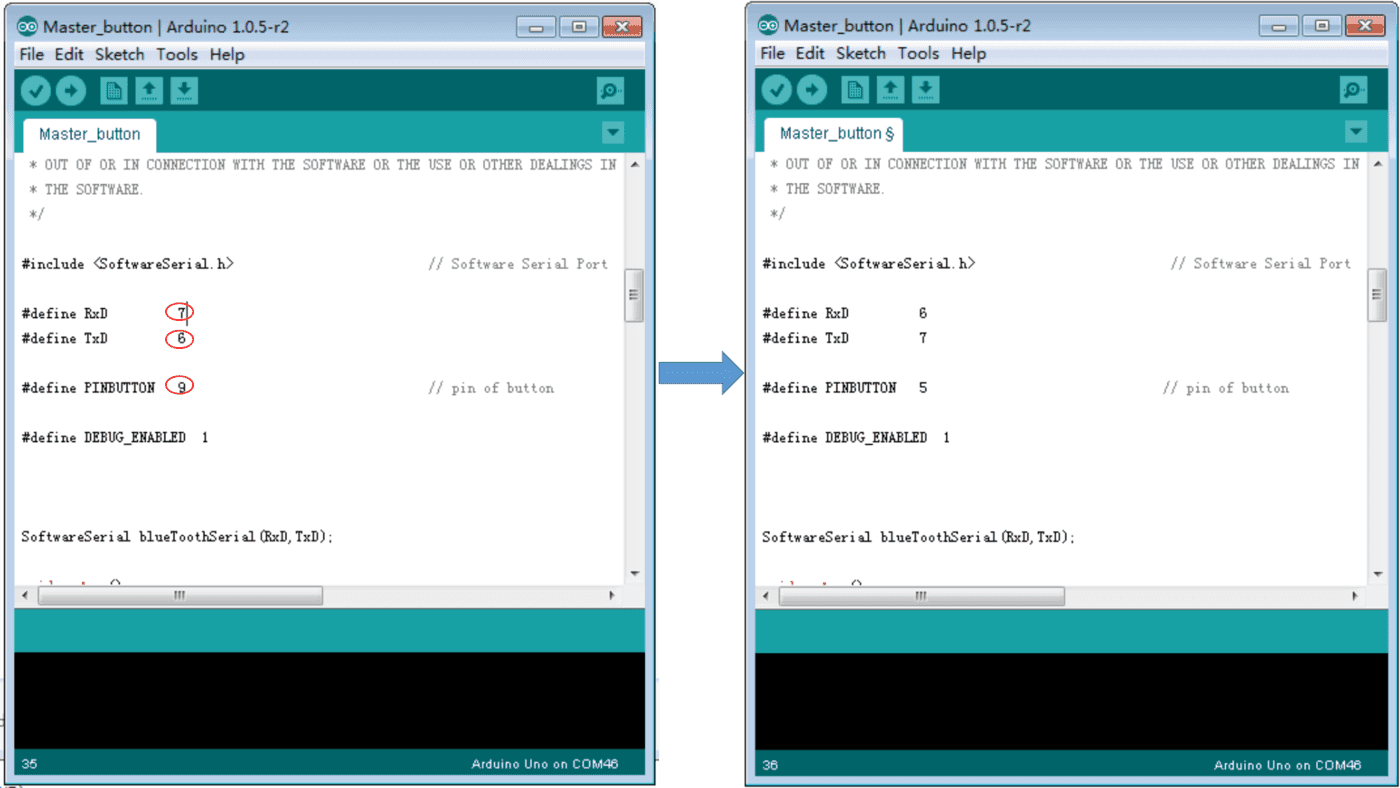 Master_button | Arduino 1.0.5-r2
File Edit Sketch Tools Help
Master_button
* OUT OF OR IN CONNECTION WITH THE SOFTWARE OR THE USE OR OTHER DEALINGS IN
* THE SOFTWARE.
*/
#include <SoftwareSerial.h> // Software Serial Port
#define RxD 7
#define TxD 6
#define PINBUTTON 9 // pin of button
#define DEBUG_ENABLED 1
SoftwareSerial blueToothSerial(RxD,TxD);
35 Arduino Uno on COM46
Master_button | Arduino 1.0.5-r2
File Edit Sketch Tools Help
Master_button §
* OUT OF OR IN CONNECTION WITH THE SOFTWARE OR THE USE OR OTHER DEALINGS IN
* THE SOFTWARE.
*/
#include <SoftwareSerial.h> // Software Serial Port
#define RxD 6
#define TxD 7
#define PINBUTTON 5 // pin of button
#define DEBUG_ENABLED 1
SoftwareSerial blueToothSerial(RxD,TxD);
36 Arduino Uno on COM46